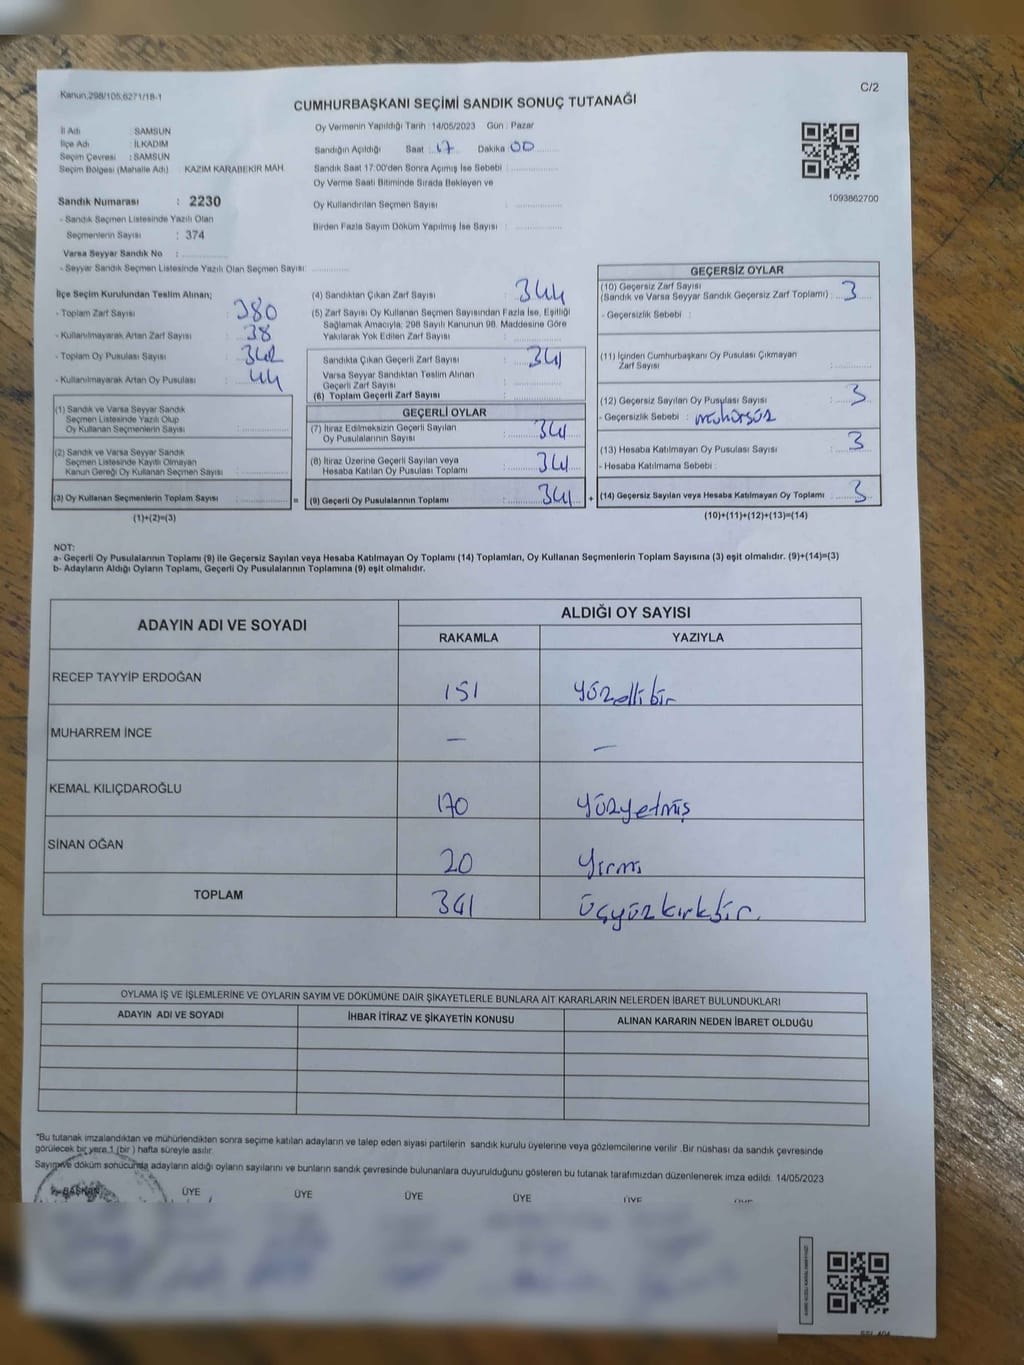 Kanun,298/105,6271/18-1
C/2
CUMHURBAŞKANI SEÇİMİ SANDIK SONUÇ TUTANAĞI
İl Adı SAMSUN
İlçe Adı : İLKADIM
Seçim Çevresi : SAMSUN
Seçim Bölgesi (Mahalle Adı) : KAZIM KARABEKİR MAH
Sandık Numarası : 2230
- Sandık Seçmen Listesinde Yazılı Olan
Seçmenlerin Sayısı : 374
Varsa Seyyar Sandık No :
- Seyyar Sandık Seçmen Listesinde Yazılı Olan Seçmen Sayısı
Oy Vermenin Yapıldığı Tarih : 14/05/2023 Gün : Pazar
Sandığın Açıldığı Saat : 17 Dakika 00
Sandık Saat 17:00'den Sonra Açımış İse Sebebi :
Oy Verme Saati Bitiminde Sırada Bekleyen ve
Oy Kullandırılan Seçmen Sayısı :
Birden Fazla Sayım Döküm Yapılmış İse Sayısı :
1093862700
İlçe Seçim Kurulundan Teslim Alınan;
- Toplam Zarf Sayısı : 380
- Kullanılmayarak Artan Zarf Sayısı : 38
- Toplam Oy Pusulası Sayısı : 342
- Kullanılmayarak Artan Oy Pusulası : 44
(1) Sandık ve Varsa Seyyar Sandık
Seçmen Listesinde Yazılı Olup
Oy Kullanan Seçmenlerin Sayısı :
(2) Sandık ve Varsa Seyyar Sandık
Seçmen Listesinde Kayıtlı Olmayan
Kanun Gereği Oy Kullanan Seçmen Sayısı :
(3) Oy Kullanan Seçmenlerin Toplam Sayısı : =
(1)+(2)=(3)
(4) Sandıktan Çıkan Zarf Sayısı : 344
(5) Zarf Sayısı Oy Kullanan Seçmen Sayısından Fazla İse, Eşitliği
Sağlamak Amacıyla; 298 Sayılı Kanunun 98. Maddesine Göre
Yakılarak Yok Edilen Zarf Sayısı :
Sandıkta Çıkan Geçerli Zarf Sayısı : 341
Varsa Seyyar Sandıktan Teslim Alınan
Geçerli Zarf Sayısı :
(6) Toplam Geçerli Zarf Sayısı :
GEÇERLİ OYLAR
(7) İtiraz Edilmeksizin Geçerli Sayılan
Oy Pusulalarının Sayısı : 341
(8) İtiraz Üzerine Geçerli Sayılan veya
Hesaba Katılan Oy Pusulası Toplamı : 341
(9) Geçerli Oy Pusulalarının Toplamı : 341 +
GEÇERSİZ OYLAR
(10) Geçersiz Zarf Sayısı
(Sandık ve Varsa Seyyar Sandık Geçersiz Zarf Toplamı) : 3
- Geçersizlik Sebebi :
(11) İçinden Cumhurbaşkanı Oy Pusulası Çıkmayan
Zarf Sayısı :
(12) Geçersiz Sayılan Oy Pusulası Sayısı : 3
- Geçersizlik Sebebi : mühürsüz
(13) Hesaba Katılmayan Oy Pusulası Sayısı : 3
- Hesaba Katılmama Sebebi :
(14) Geçersiz Sayılan veya Hesaba Katılmayan Oy Toplamı : 3
(10)+(11)+(12)+(13)=(14)
NOT:
a- Geçerli Oy Pusulalarının Toplamı (9) ile Geçersiz Sayılan veya Hesaba Katılmayan Oy Toplamı (14) Toplamları, Oy Kullanan Seçmenlerin Toplam Sayısına (3) eşit olmalıdır. (9)+(14)=(3)
b- Adayların Aldığı Oyların Toplamı, Geçerli Oy Pusulalarının Toplamına (9) eşit olmalıdır.
ADAYIN ADI VE SOYADI
ALDIĞI OY SAYISI
RAKAMLA YAZIYLA
RECEP TAYYİP ERDOĞAN 151 yüzellibir
MUHARREM İNCE — —
KEMAL KILIÇDAROĞLU 170 yüzyetmiş
SİNAN OĞAN 20 yirmi
TOPLAM 341 üçyüzkırkbir.
OYLAMA İŞ VE İŞLEMLERİNE VE OYLARIN SAYIM VE DÖKÜMÜNE DAİR ŞİKAYETLERLE BUNLARA AİT KARARLARIN NELERDEN İBARET BULUNDUKLARI
ADAYIN ADI VE SOYADI İHBAR İTİRAZ VE ŞİKAYETİN KONUSU ALINAN KARARIN NEDEN İBARET OLDUĞU
*Bu tutanak imzalandıktan ve mühürlendikten sonra seçime katılan adayların ve talep eden siyasi partilerin sandık kurulu üyelerine veya gözlemcilerine verilir .Bir nüshası da sandık çevresinde
görülecek bir yere 1 (bir ) hafta süreyle asılır.
Sayım ve döküm sonucunda adayların aldığı oyların sayılarını ve bunların sandık çevresinde bulunanlara duyurulduğunu gösteren bu tutanak tarafımızdan düzenlenerek imza edildi. 14/05/2023
BAŞKAN ÜYE ÜYE ÜYE ÜYE ÜYE ÜYE